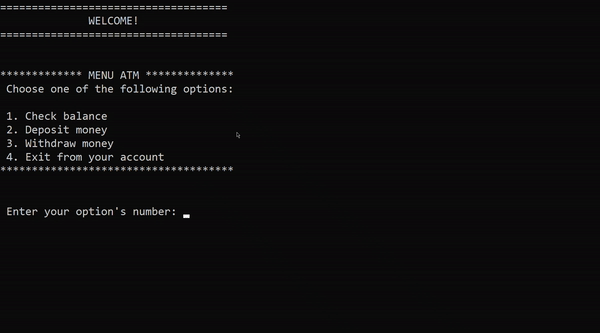 ====================================
WELCOME!
====================================
************* MENU ATM **************
Choose one of the following options:
1. Check balance
2. Deposit money
3. Withdraw money
4. Exit from your account
*************************************
Enter your option's number: